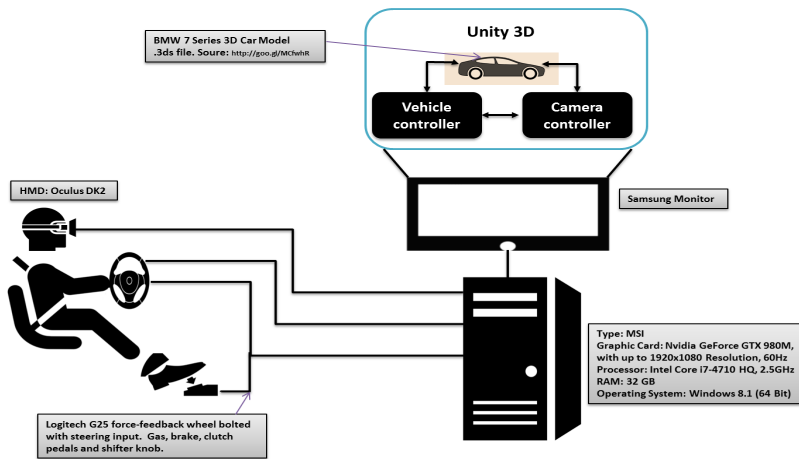 BMW 7 Series 3D Car Model
.3ds file. Soure: http://goo.gl/MCfwhR
Unity 3D
Vehicle
controller
Camera
controller
HMD: Oculus DK2
Samsung Monitor
Type: MSI
Graphic Card: Nvidia GeForce GTX 980M,
with up to 1920x1080 Resolution, 60Hz
Processor: Intel Core i7-4710 HQ, 2.5GHz
RAM: 32 GB
Operating System: Windows 8.1 (64 Bit)
Logitech G25 force-feedback wheel bolted
with steering input. Gas, brake, clutch
pedals and shifter knob.